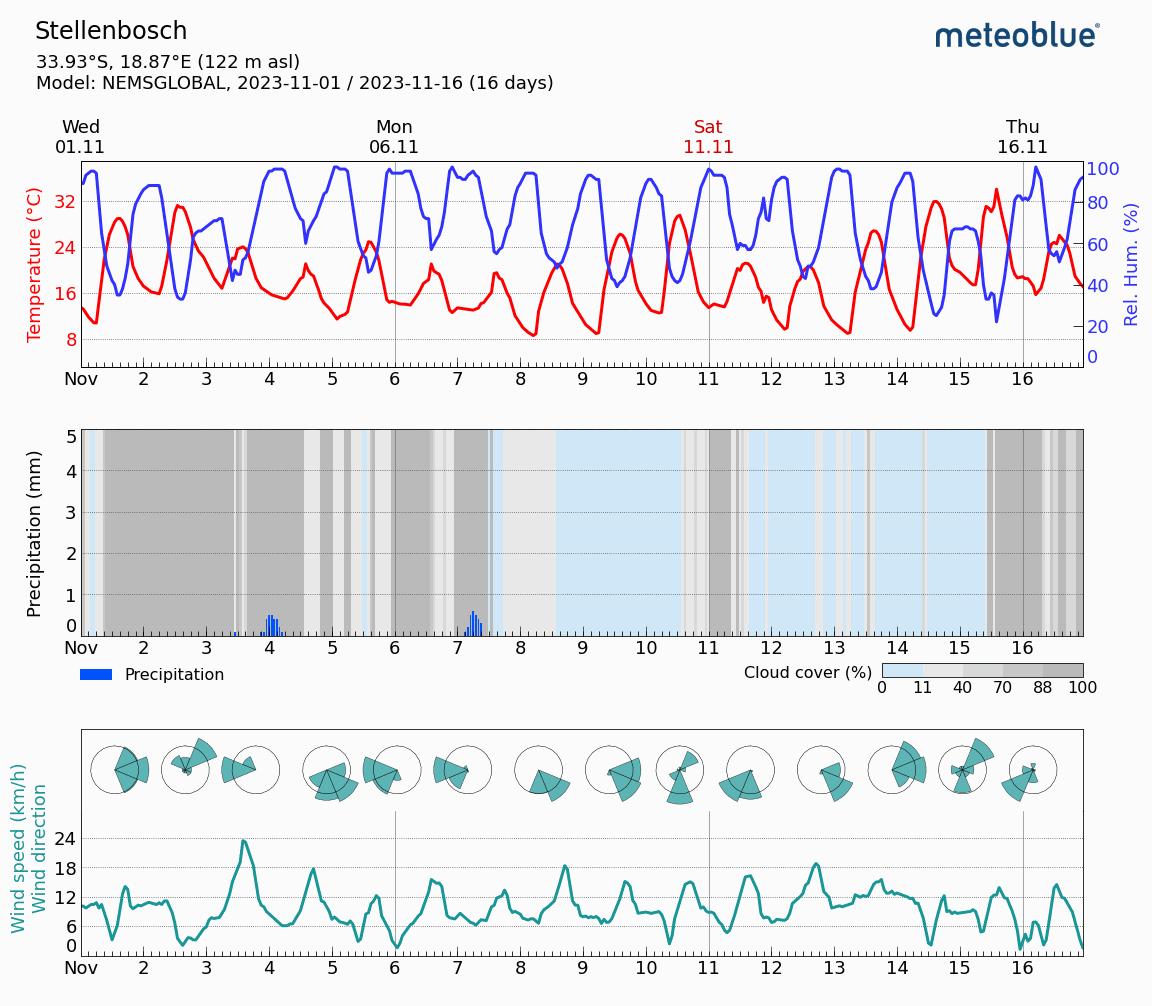 Stellenbosch
meteoblue®
33.93°S, 18.87°E (122 m asl)
Model: NEMSGLOBAL, 2023-11-01 / 2023-11-16 (16 days)
Wed Mon Sat Thu
01.11 06.11 11.11 16.11
Temperature (°C)
32
24
16
8
100
80
60
40
20
0
Rel. Hum. (%)
Nov 2 3 4 5 6 7 8 9 10 11 12 13 14 15 16
Precipitation (mm)
5
4
3
2
1
0
Nov 2 3 4 5 6 7 8 9 10 11 12 13 14 15 16
Precipitation
Cloud cover (%)
0 11 40 70 88 100
Wind speed (km/h)
Wind direction
24
18
12
6
0
Nov 2 3 4 5 6 7 8 9 10 11 12 13 14 15 16